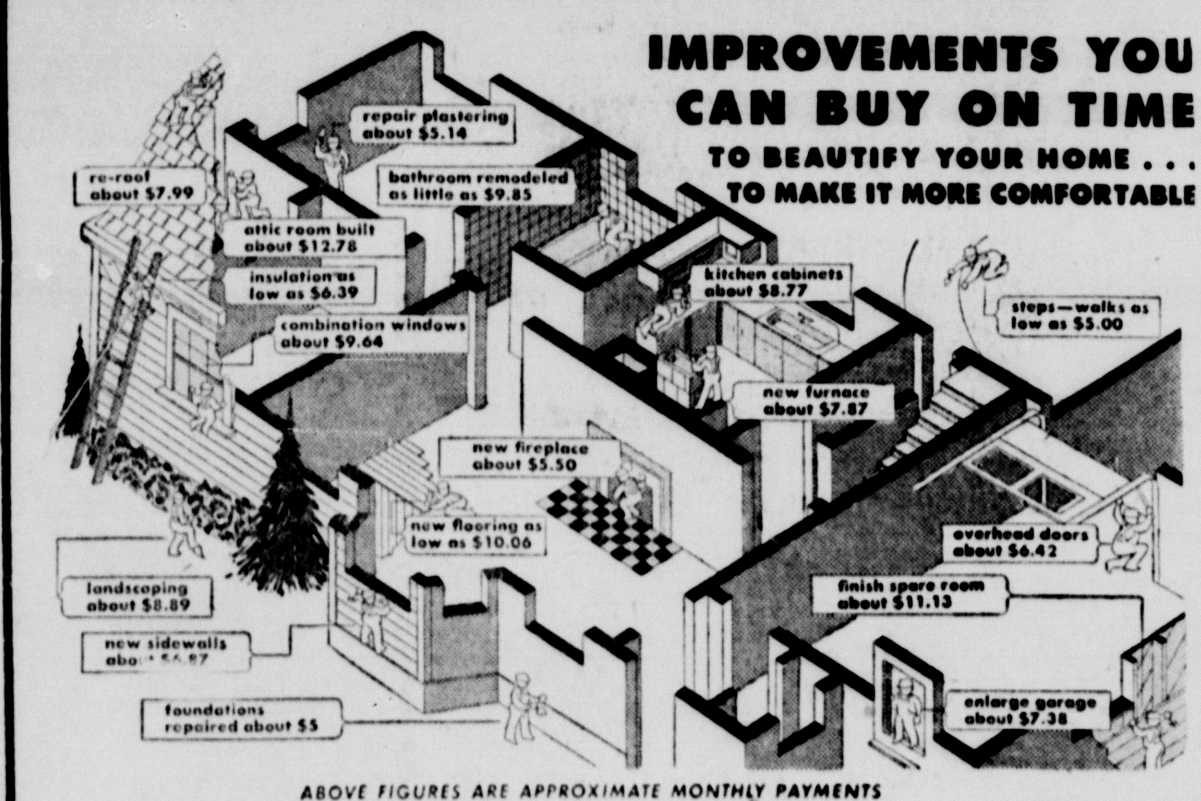 IMPROVEMENTS YOU
CAN BUY ON TIME
TO BEAUTIFY YOUR HOME . . .
TO MAKE IT MORE COMFORTABLE
repair plastering
about $5.14
re-roof
about $7.99
bathroom remodeled
as little as $9.85
attic room built
about $12.78
insulation as
low as $6.39
kitchen cabinets
about $8.77
steps—walks as
low as $5.00
combination windows
about $9.64
new furnace
about $7.87
new fireplace
about $5.50
new flooring as
low as $10.06
overhead doors
about $6.42
landscaping
about $8.89
finish spare room
about $11.13
new sidewalls
about
foundations
repaired about $5
enlarge garage
about $7.38
ABOVE FIGURES ARE APPROXIMATE MONTHLY PAYMENTS